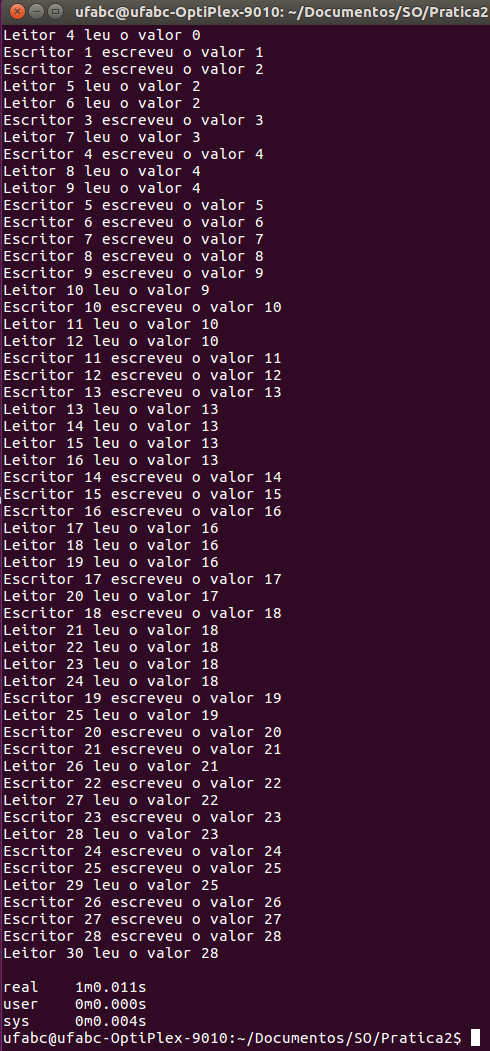 ufabc@ufabc-OptiPlex-9010: ~/Documentos/SO/Pratica2
Leitor 4 leu o valor 0
Escritor 1 escreveu o valor 1
Escritor 2 escreveu o valor 2
Leitor 5 leu o valor 2
Leitor 6 leu o valor 2
Escritor 3 escreveu o valor 3
Leitor 7 leu o valor 3
Escritor 4 escreveu o valor 4
Leitor 8 leu o valor 4
Leitor 9 leu o valor 4
Escritor 5 escreveu o valor 5
Escritor 6 escreveu o valor 6
Escritor 7 escreveu o valor 7
Escritor 8 escreveu o valor 8
Escritor 9 escreveu o valor 9
Leitor 10 leu o valor 9
Escritor 10 escreveu o valor 10
Leitor 11 leu o valor 10
Leitor 12 leu o valor 10
Escritor 11 escreveu o valor 11
Escritor 12 escreveu o valor 12
Escritor 13 escreveu o valor 13
Leitor 13 leu o valor 13
Leitor 14 leu o valor 13
Leitor 15 leu o valor 13
Leitor 16 leu o valor 13
Escritor 14 escreveu o valor 14
Escritor 15 escreveu o valor 15
Escritor 16 escreveu o valor 16
Leitor 17 leu o valor 16
Leitor 18 leu o valor 16
Leitor 19 leu o valor 16
Escritor 17 escreveu o valor 17
Leitor 20 leu o valor 17
Escritor 18 escreveu o valor 18
Leitor 21 leu o valor 18
Leitor 22 leu o valor 18
Leitor 23 leu o valor 18
Leitor 24 leu o valor 18
Escritor 19 escreveu o valor 19
Leitor 25 leu o valor 19
Escritor 20 escreveu o valor 20
Escritor 21 escreveu o valor 21
Leitor 26 leu o valor 21
Escritor 22 escreveu o valor 22
Leitor 27 leu o valor 22
Escritor 23 escreveu o valor 23
Leitor 28 leu o valor 23
Escritor 24 escreveu o valor 24
Escritor 25 escreveu o valor 25
Leitor 29 leu o valor 25
Escritor 26 escreveu o valor 26
Escritor 27 escreveu o valor 27
Escritor 28 escreveu o valor 28
Leitor 30 leu o valor 28
real 1m0.011s
user 0m0.000s
sys 0m0.004s
ufabc@ufabc-OptiPlex-9010:~/Documentos/SO/Pratica2$